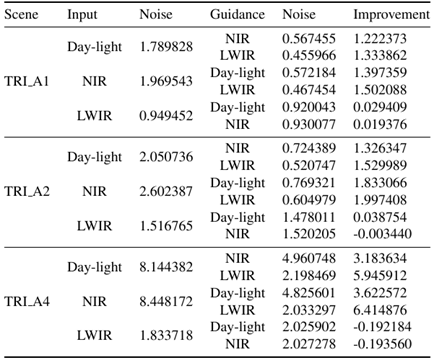 Scene Input Noise Guidance Noise Improvement
TRI_A1 Day-light 1.789828 NIR 0.567455 1.222373
LWIR 0.455966 1.333862
NIR 1.969543 Day-light 0.572184 1.397359
LWIR 0.467454 1.502088
LWIR 0.949452 Day-light 0.920043 0.029409
NIR 0.930077 0.019376
TRI_A2 Day-light 2.050736 NIR 0.724389 1.326347
LWIR 0.520747 1.529989
NIR 2.602387 Day-light 0.769321 1.833066
LWIR 0.604979 1.997408
LWIR 1.516765 Day-light 1.478011 0.038754
NIR 1.520205 -0.003440
TRI_A4 Day-light 8.144382 NIR 4.960748 3.183634
LWIR 2.198469 5.945912
NIR 8.448172 Day-light 4.825601 3.622572
LWIR 2.033297 6.414876
LWIR 1.833718 Day-light 2.025902 -0.192184
NIR 2.027278 -0.193560